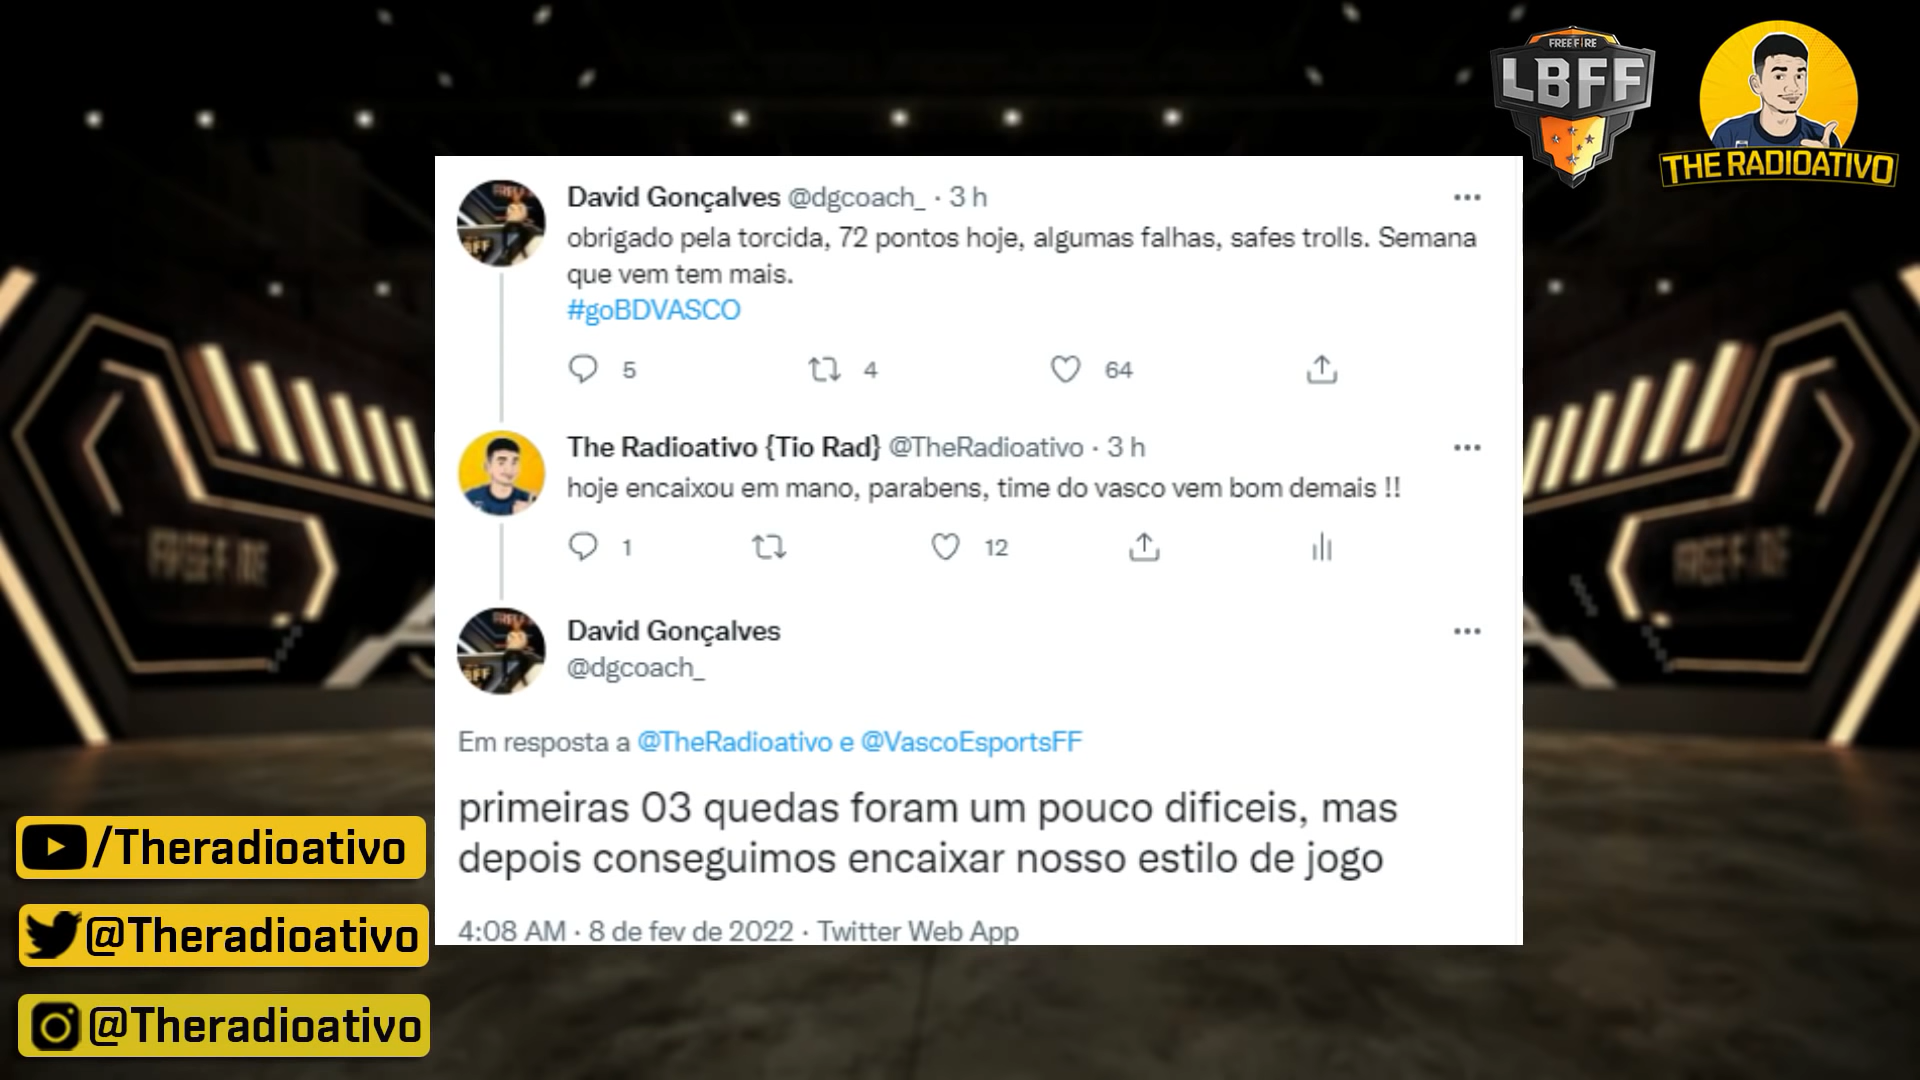 FREE FIRE
LBFF
THE RADIOATIVO
David Gonçalves @dgcoach_ · 3 h
obrigado pela torcida, 72 pontos hoje, algumas falhas, safes trolls. Semana
que vem tem mais.
#goBDVASCO
5 4 64
The Radioativo {Tio Rad} @TheRadioativo · 3 h
hoje encaixou em mano, parabens, time do vasco vem bom demais !!
1 12
David Gonçalves
@dgcoach_
Em resposta a @TheRadioativo e @VascoEsportsFF
primeiras 03 quedas foram um pouco dificeis, mas
depois conseguimos encaixar nosso estilo de jogo
4:08 AM · 8 de fev de 2022 · Twitter Web App
FREE FIRE
FREE FIRE
/Theradioativo
@Theradioativo
@Theradioativo